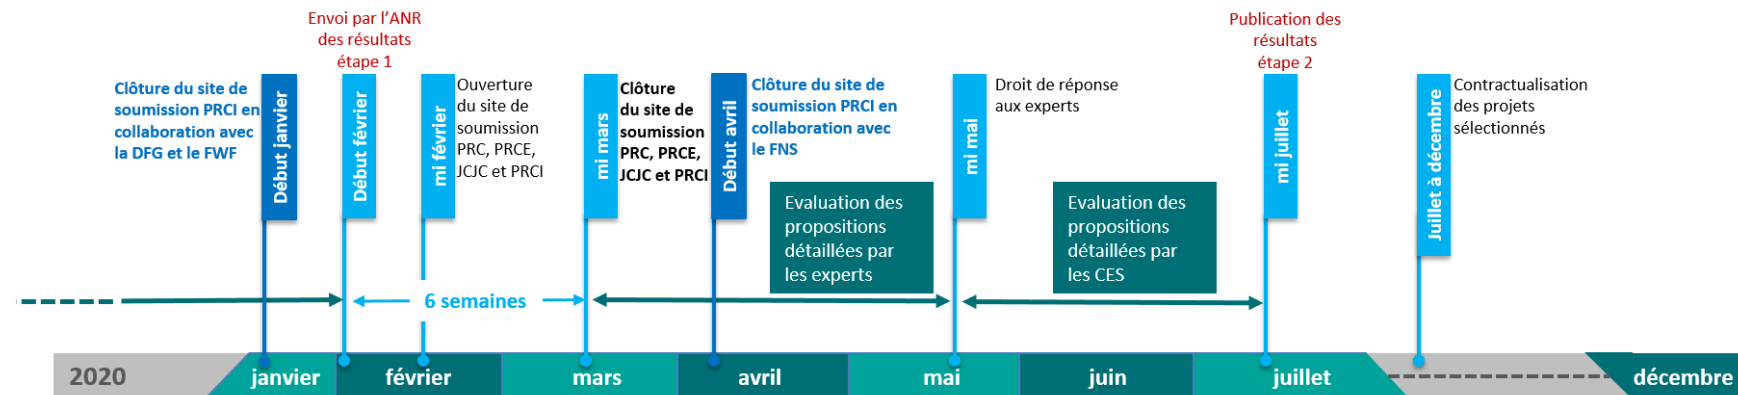 Envoi par l'ANR
des résultats
étape 1
Publication des
résultats
étape 2
Clôture du site de
soumission PRCI en
collaboration avec
la DFG et le FWF
Début janvier
Début février
mi février
Ouverture
du site de
soumission
PRC, PRCE,
JCJC et PRCI
mi mars
Clôture
du site de
soumission
PRC, PRCE,
JCJC et PRCI
Début avril
Clôture du site de
soumission PRCI en
collaboration avec
le FNS
mi mai
Droit de réponse
aux experts
mi juillet
Juillet à décembre
Contractualisation
des projets
sélectionnés
Evaluation des
propositions
détaillées par
les experts
Evaluation des
propositions
détaillées par
les CES
6 semaines
2020
janvier
février
mars
avril
mai
juin
juillet
décembre